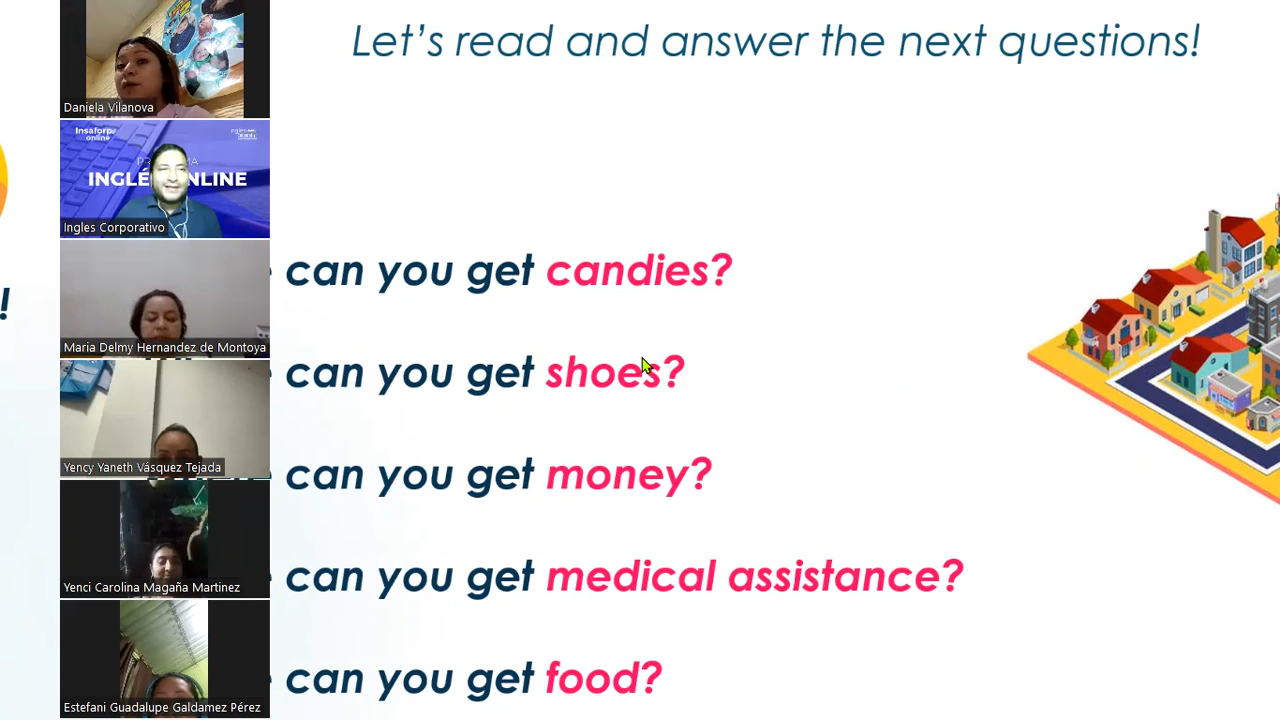 Let's read and answer the next questions!
!
can you get candies?
can you get shoes?
can you get money?
can you get medical assistance?
can you get food?
Daniela Vilanova
Insaforp
online
INGLÉ NLINE
Ingles Corporativo
Maria Delmy Hernandez de Montoya
Yency Yaneth Vásquez Tejada
Yenci Carolina Magaña Martinez
Estefani Guadalupe Galdamez Pérez